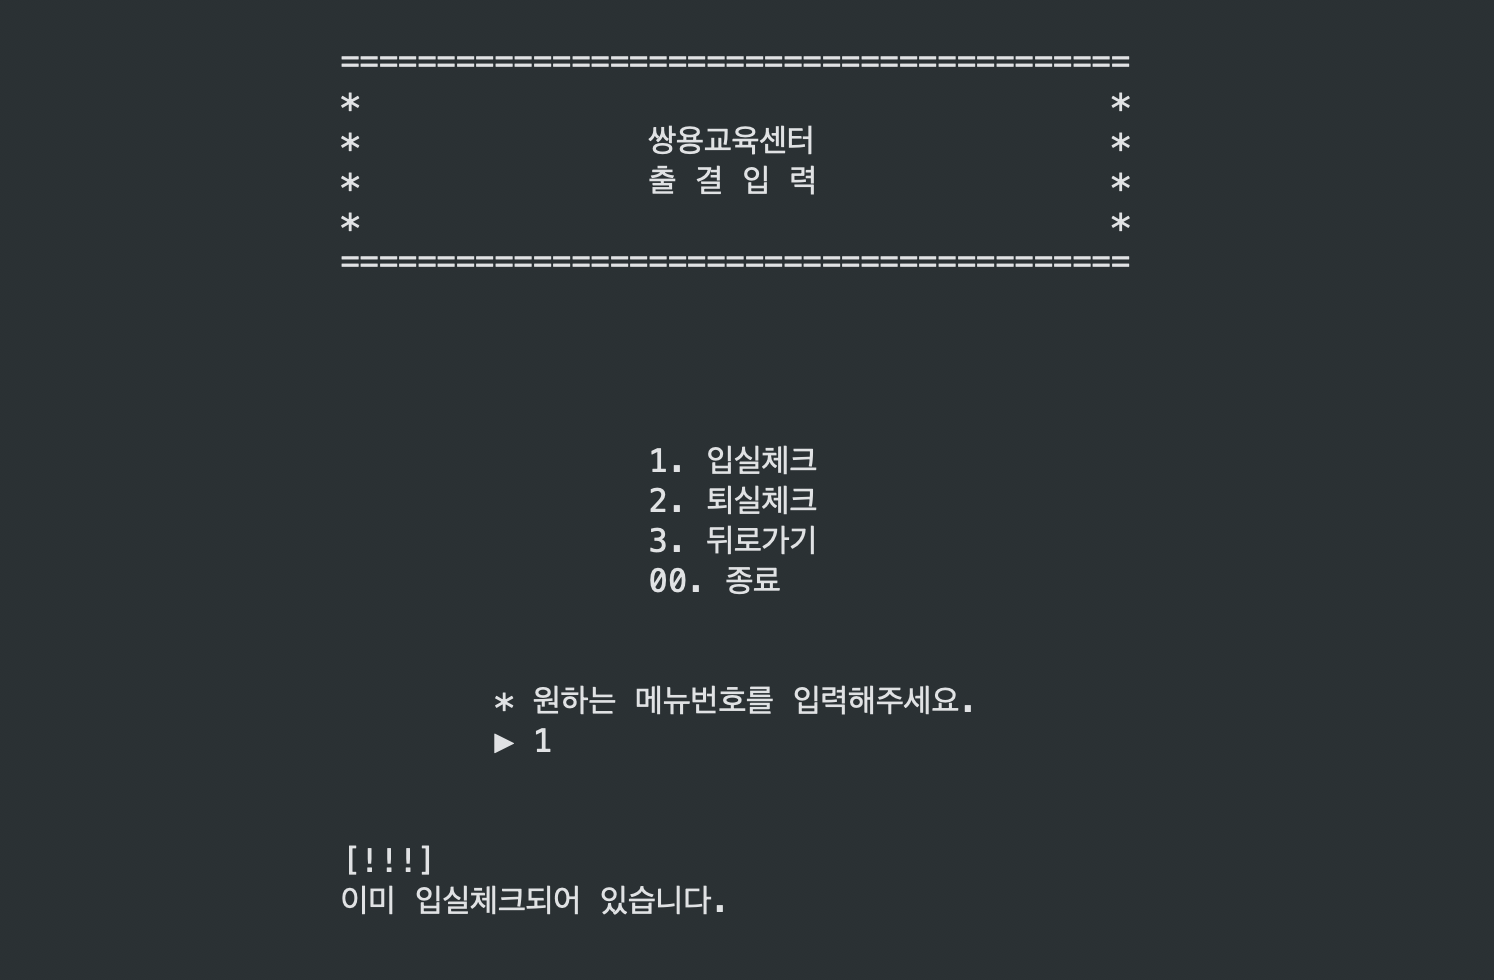 =========================================
* *
* 쌍용교육센터 *
* 출 결 입 력 *
* *
=========================================
1. 입실체크
2. 퇴실체크
3. 뒤로가기
00. 종료
* 원하는 메뉴번호를 입력해주세요.
▶ 1
[!!!]
이미 입실체크되어 있습니다.